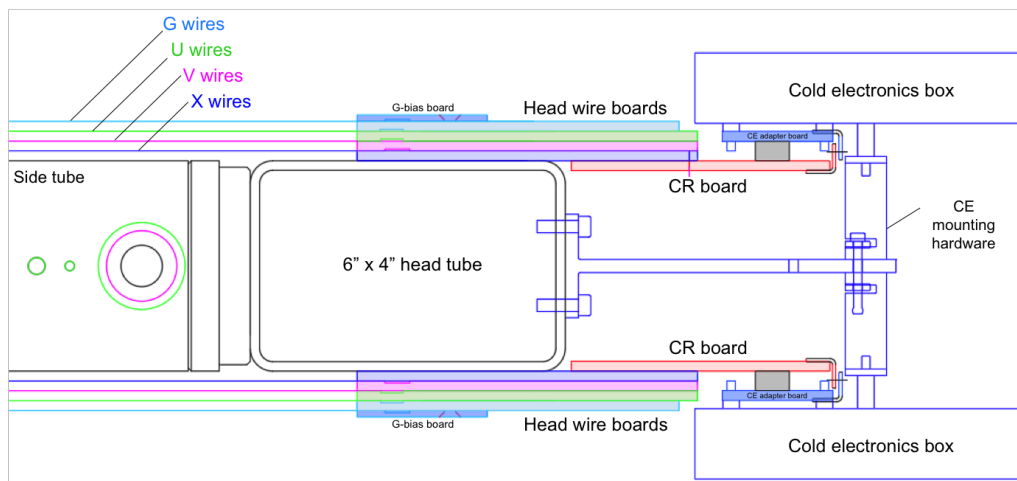 G wires
U wires
V wires
X wires
G-bias board
Head wire boards
Cold electronics box
CE adapter board
Side tube
CR board
CE
mounting
hardware
6” x 4” head tube
CR board
CE adapter board
G-bias board
Head wire boards
Cold electronics box